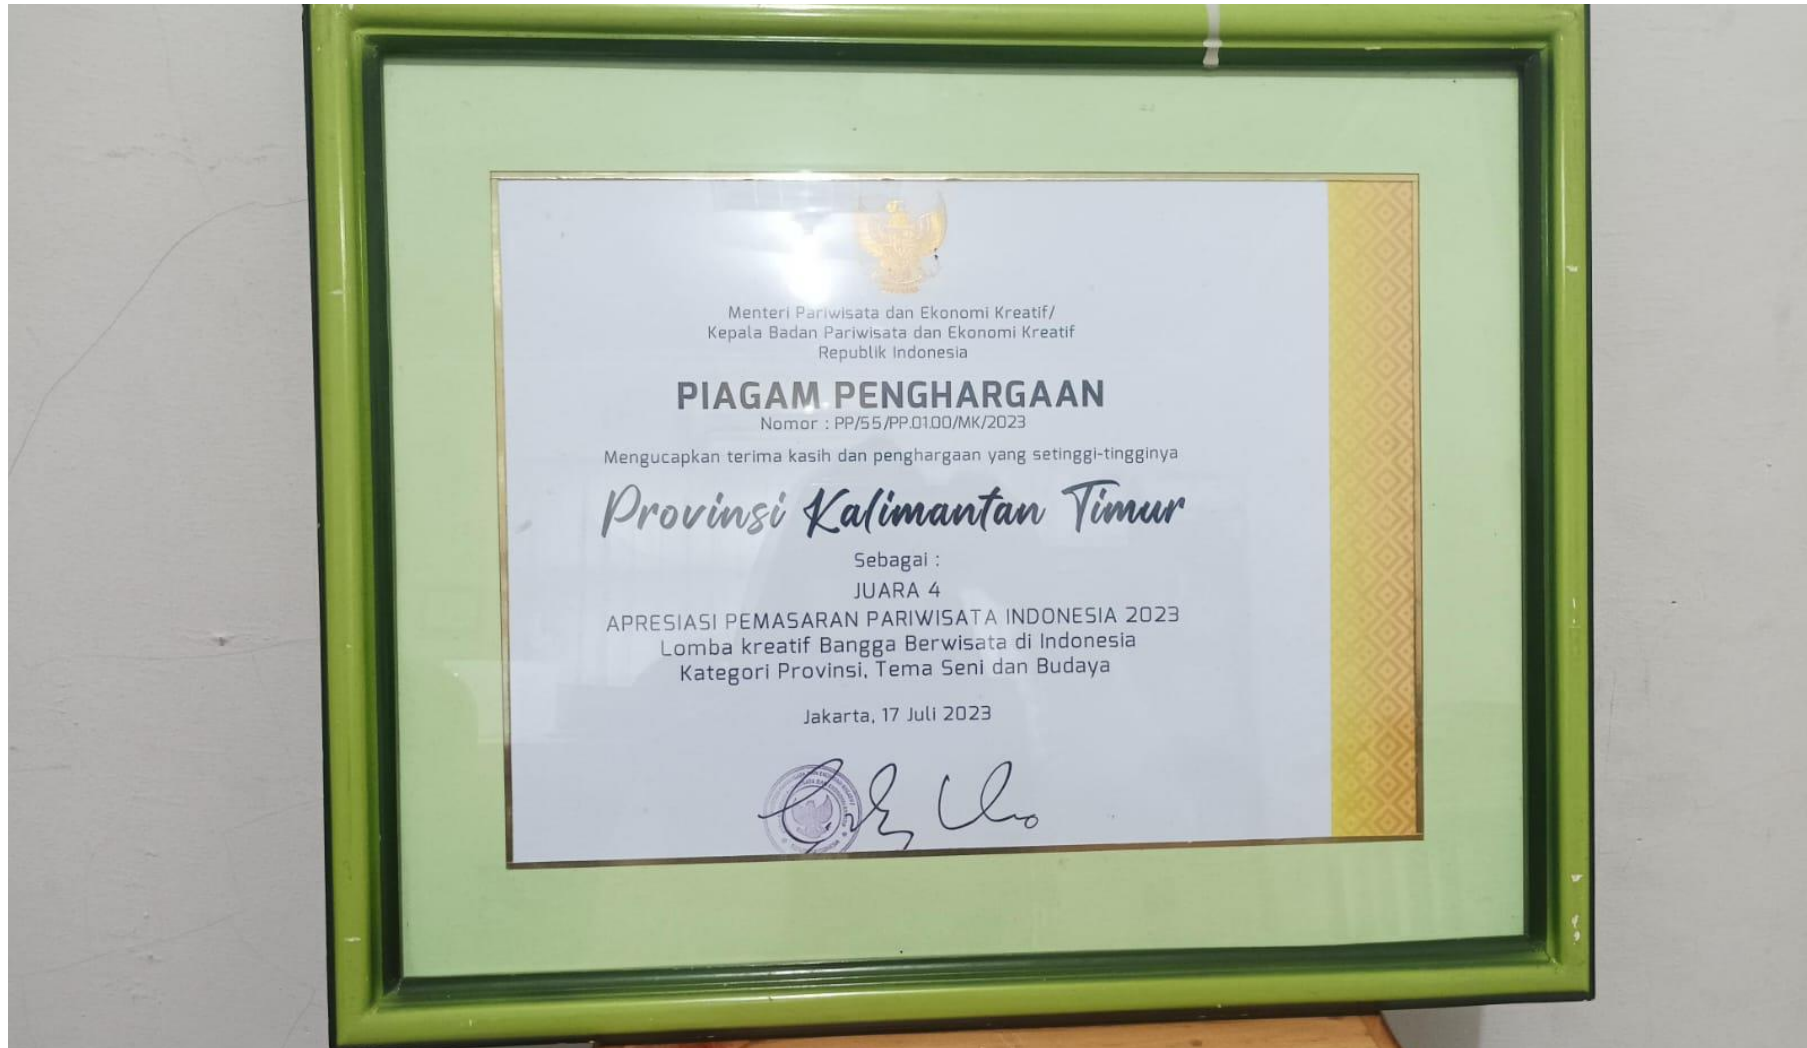 Menteri Pariwisata dan Ekonomi Kreatif/
Kepala Badan Pariwisata dan Ekonomi Kreatif
Republik Indonesia
PIAGAM PENGHARGAAN
Nomor : PP/55/PP.01.00/MK/2023
Mengucapkan terima kasih dan penghargaan yang setinggi-tingginya
Provinsi Kalimantan Timur
Sebagai :
JUARA 4
APRESIASI PEMASARAN PARIWISATA INDONESIA 2023
Lomba kreatif Bangga Berwisata di Indonesia
Kategori Provinsi, Tema Seni dan Budaya
Jakarta, 17 Juli 2023